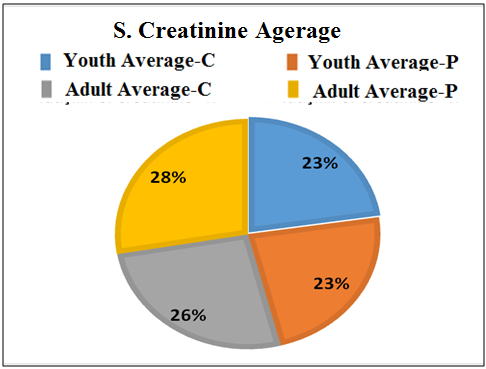 S. Creatinine Agerage
Youth Average-C Youth Average-P
Adult Average-C Adult Average-P
23%
28%
23%
26%